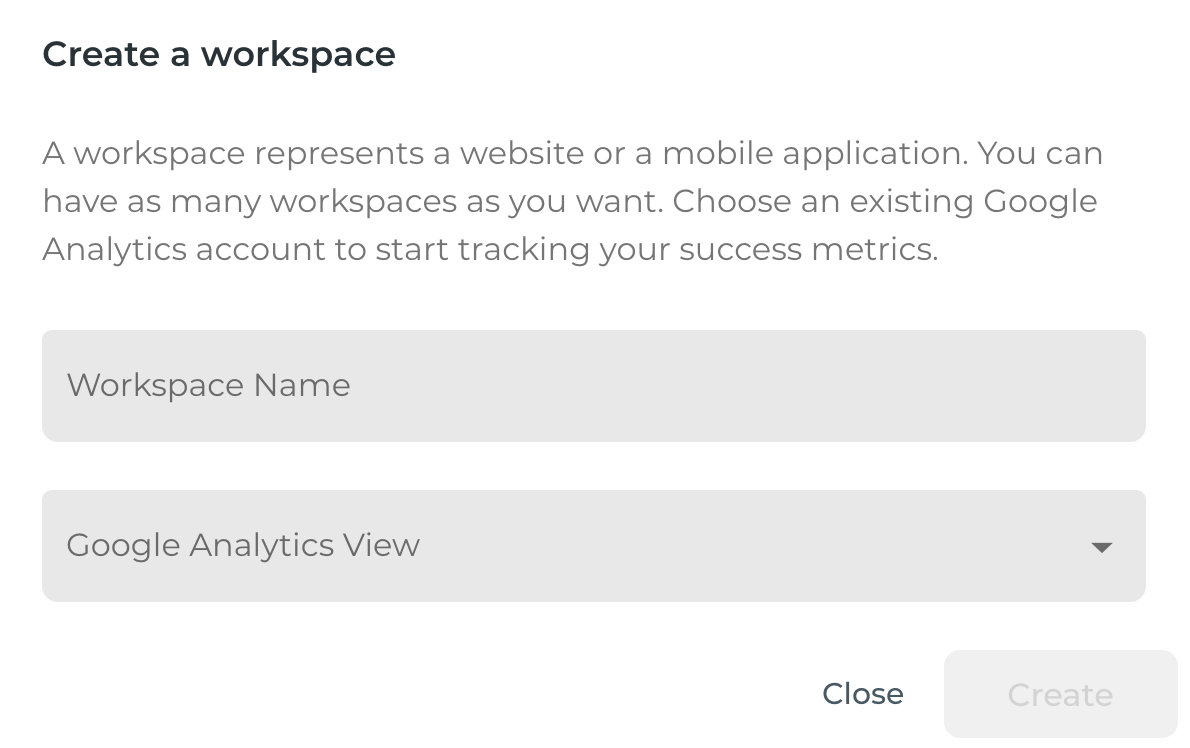 Create a workspace
A workspace represents a website or a mobile application. You can
have as many workspaces as you want. Choose an existing Google
Analytics account to start tracking your success metrics.
Workspace Name
Google Analytics View
Close
Create